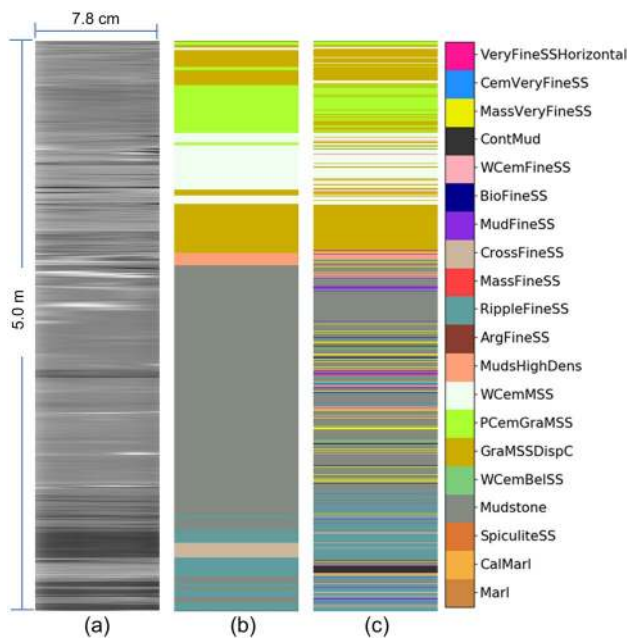 7.8 cm
5.0 m
VeryFineSSHorizontal
CemVeryFineSS
MassVeryFineSS
ContMud
WCemFineSS
BioFineSS
MudFineSS
CrossFineSS
MassFineSS
RippleFineSS
ArgFineSS
MudsHighDens
WCemMSS
PCemGraMSS
GraMSSDispC
WCemBelSS
Mudstone
SpiculiteSS
CalMarl
Marl
(a)
(b)
(c)